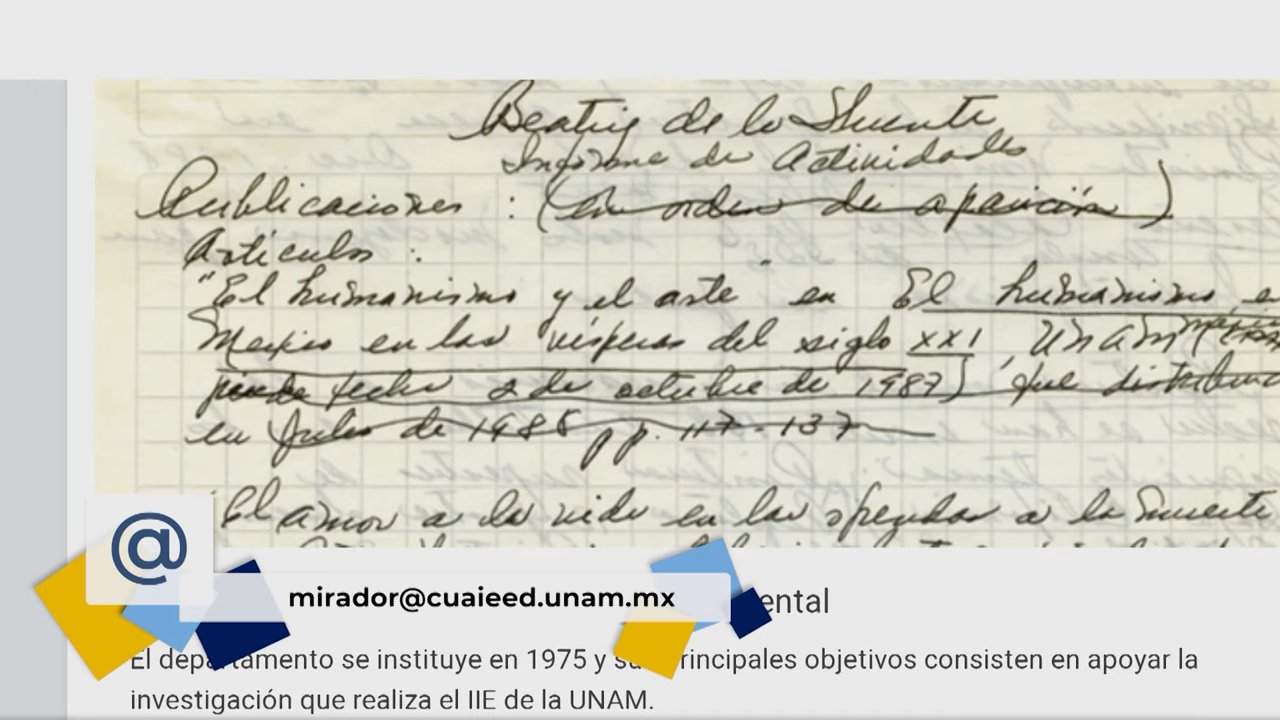 Beatriz de la Fuente
Informe de Actividades
Publicaciones : (en orden de aparición)
Artículos :
"El humanismo y el arte" en El humanismo e
Mexico en las vísperas del siglo XXI, UNAM
fecha 2 de octubre de 1987) que
en Julio de 1988 pp. 117-137
El amor a la vida en las ofrendas a la muerte
@
mirador@cuaieed.unam.mx
ental
El departamento se instituye en 1975 y sus principales objetivos consisten en apoyar la
investigación que realiza el IIE de la UNAM.